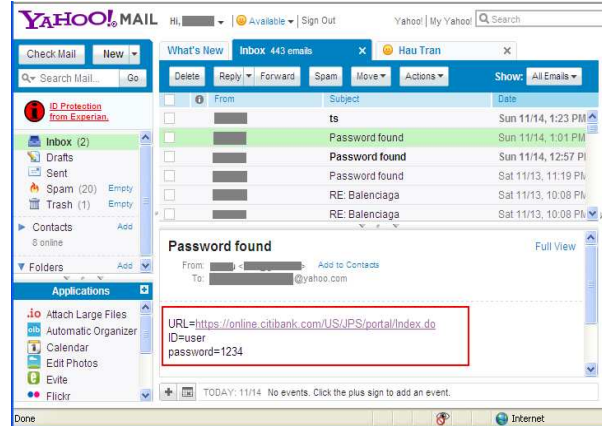 YAHOO! MAIL
Hi,
Available
Sign Out
Yahoo! | My Yahoo!
Search
Check Mail
New
What's New
Inbox 443 emails
x
Hau Tran
x
Search Mail...
Go
Delete
Reply
Forward
Spam
Move
Actions
Show:
All Emails
From
Subject
Date
ID Protection
from Experian.
ts
Sun 11/14, 1:23 PM
Password found
Sun 11/14, 1:01 PM
Password found
Sun 11/14, 12:57 P
Password found
Sat 11/13, 11:19 PM
RE: Balenciaga
Sat 11/13, 10:08 PM
RE: Balenciaga
Sat 11/13, 10:08 PM
Inbox (2)
Drafts
Sent
Spam (20) Empty
Trash (1) Empty
Contacts Add
8 online
Folders Add
Applications
.io Attach Large Files
oib Automatic Organizer
1 Calendar
Edit Photos
Evite
Flickr
Password found
Full View
From:
Add to Contacts
To: @yahoo.com
URL=https://online.citibank.com/US/JPS/portal/Index.do
ID=user
password=1234
TODAY: 11/14 No events. Click the plus sign to add an event.
Done
Internet